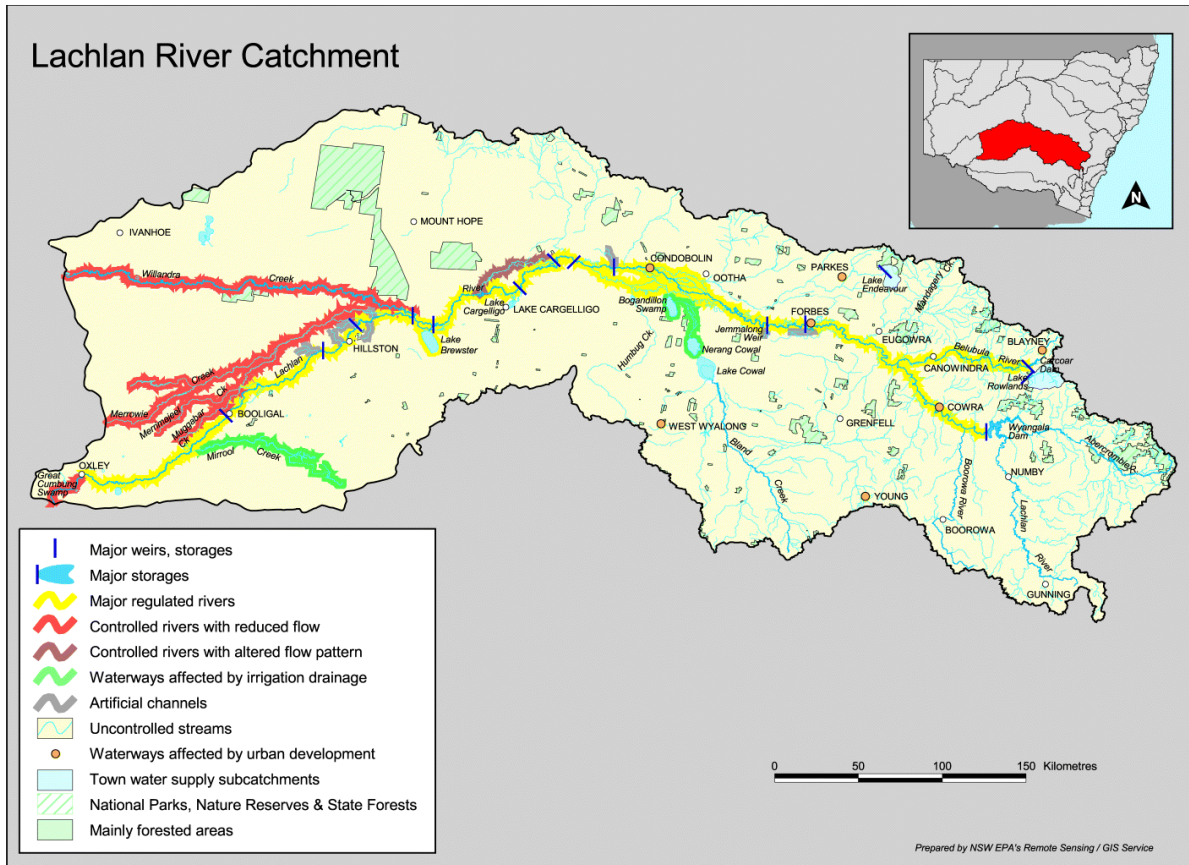 Lachlan River Catchment
N
IVANHOE
MOUNT HOPE
Willandra
Creek
River
Lake
Cargelligo
LAKE CARGELLIGO
CONDOBOLIN
OOTHA
PARKES
Lake
Endeavour
Mandagery Ck
Bogandillon
Swamp
Jemmalong
Weir
FORBES
EUGOWRA
BLAYNEY
Belubula
River
Carcoar
Dam
CANOWINDRA
Lake
Rowlands
Humbug Ck
Nerang Cowal
Lake Cowal
Lake
Brewster
HILLSTON
Lachlan
Creek
Merrowie
Merrimajeel
Ck
Muggabar
Ck
BOOLIGAL
COWRA
GRENFELL
WEST WYALONG
Wyangala
Dam
Abercrombie
R
Mirrool
Creek
OXLEY
Great
Cumbung
Swamp
Bland
Creek
NUMBY
YOUNG
Boorowa River
BOOROWA
Lachlan
River
GUNNING
Major weirs, storages
Major storages
Major regulated rivers
Controlled rivers with reduced flow
Controlled rivers with altered flow pattern
Waterways affected by irrigation drainage
Artificial channels
Uncontrolled streams
Waterways affected by urban development
Town water supply subcatchments
National Parks, Nature Reserves & State Forests
Mainly forested areas
0 50 100 150 Kilometres
Prepared by NSW EPA's Remote Sensing / GIS Service